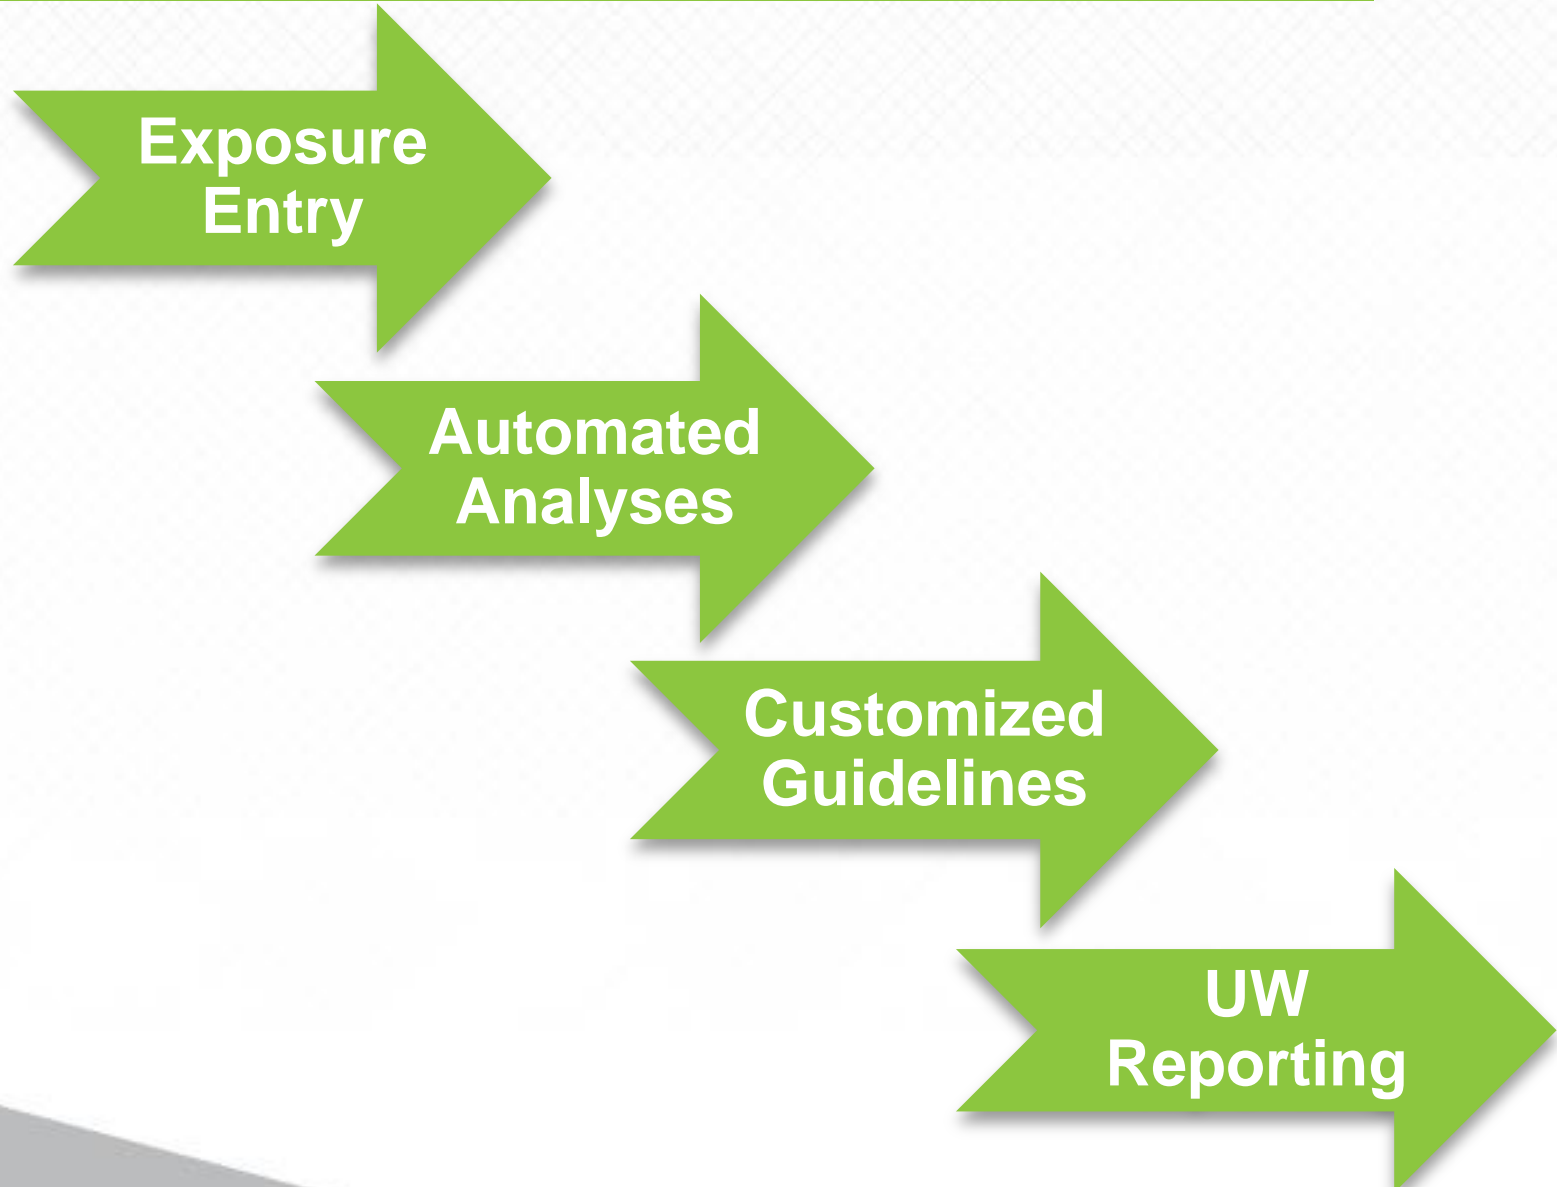 Exposure
Entry
Automated
Analyses
Customized
Guidelines
UW
Reporting